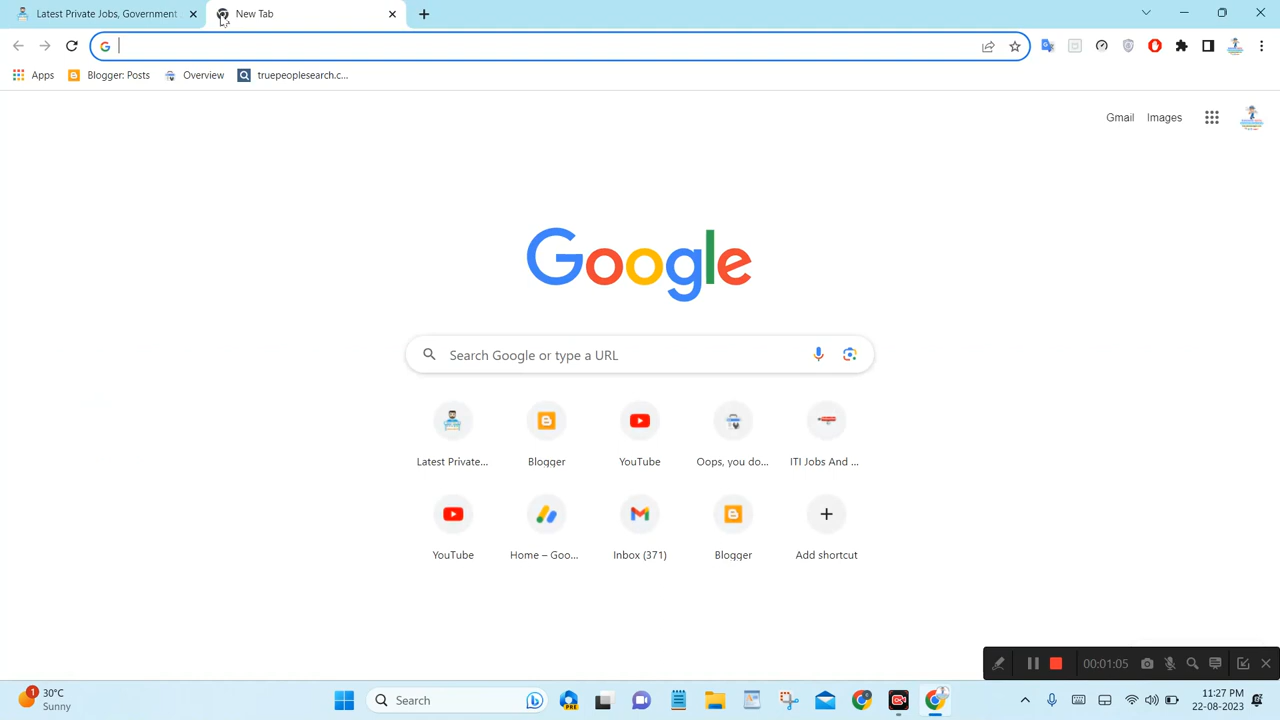 Latest Private Jobs, Government
New Tab
Apps
Blogger: Posts
Overview
truepeoplesearch.c...
Gmail
Images
Google
Search Google or type a URL
Latest Private...
Blogger
YouTube
Oops, you do...
ITI Jobs And ...
YouTube
Home – Goo...
Inbox (371)
Blogger
Add shortcut
00:01:05
1
30°C
Sunny
Search
PRE
11:27 PM
22-08-2023